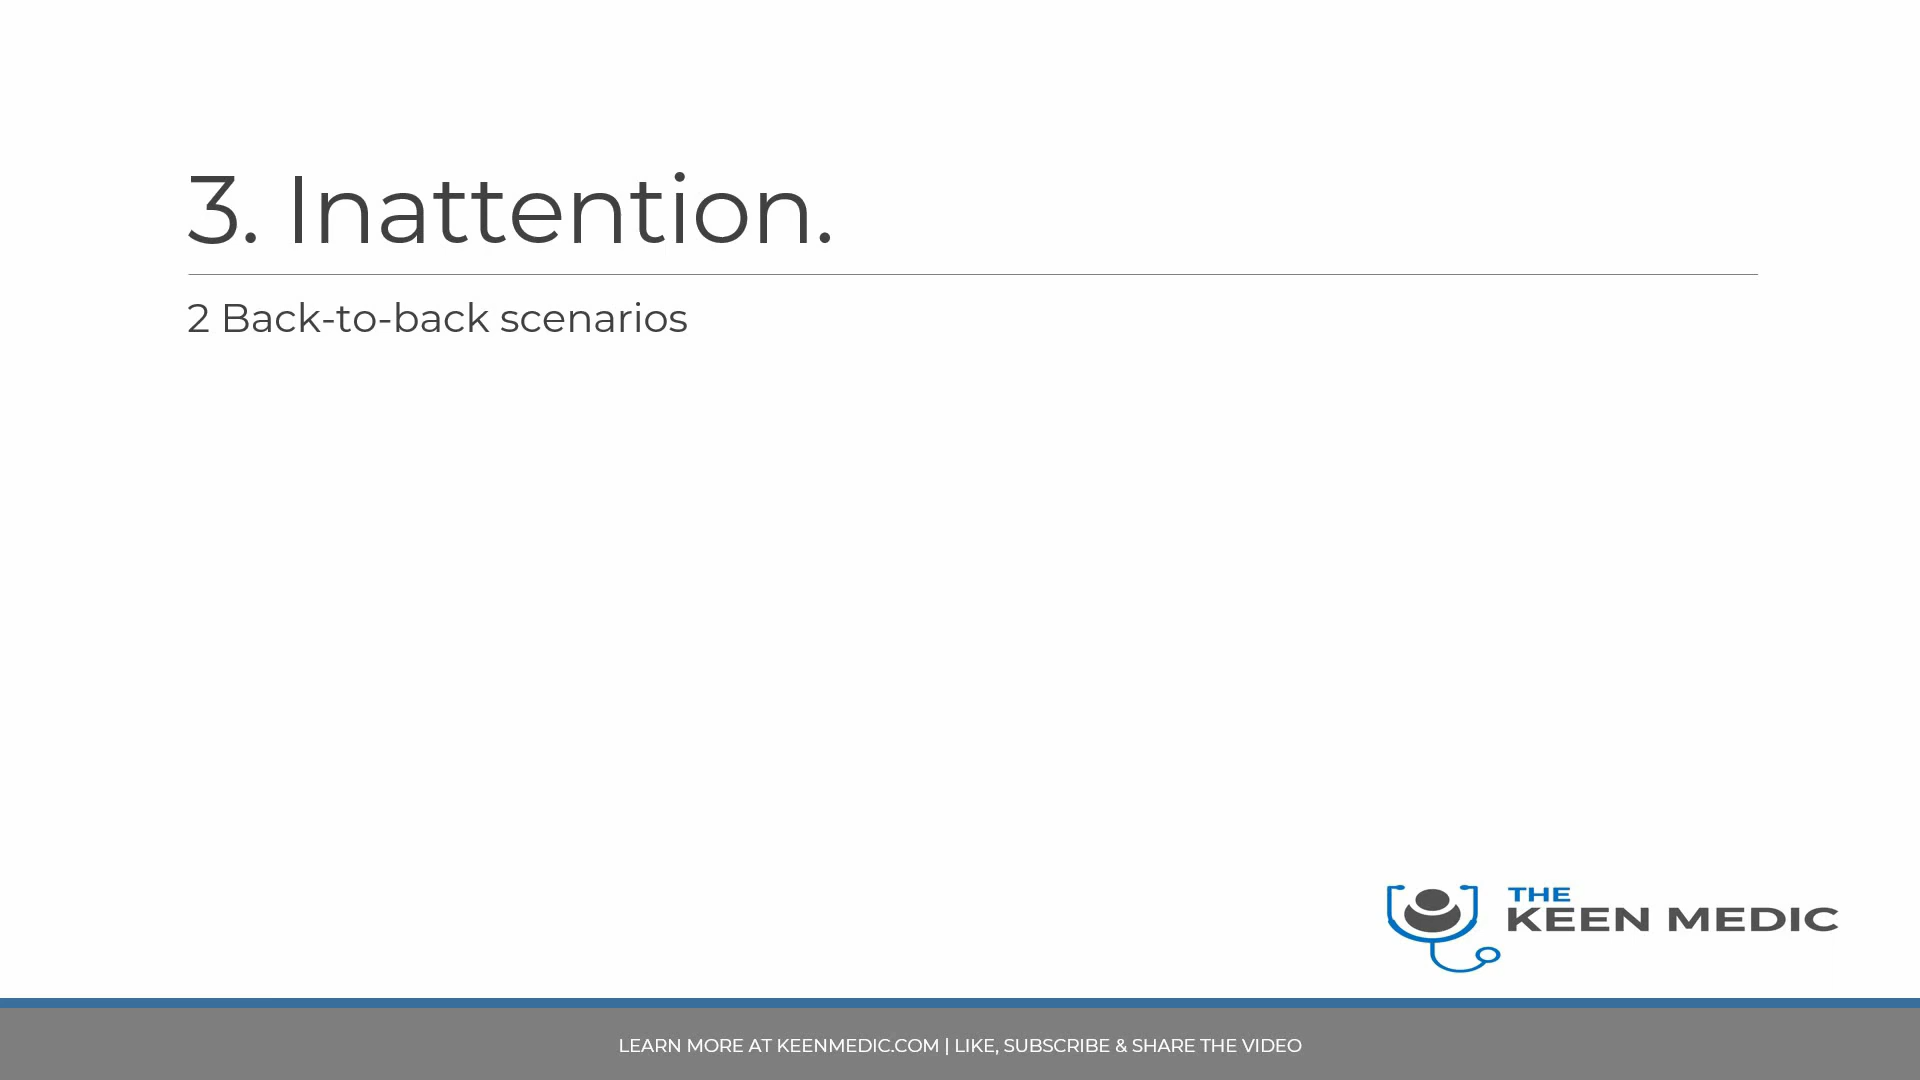 3. Inattention.
2 Back-to-back scenarios
THE
KEEN MEDIC
LEARN MORE AT KEENMEDIC.COM | LIKE, SUBSCRIBE & SHARE THE VIDEO